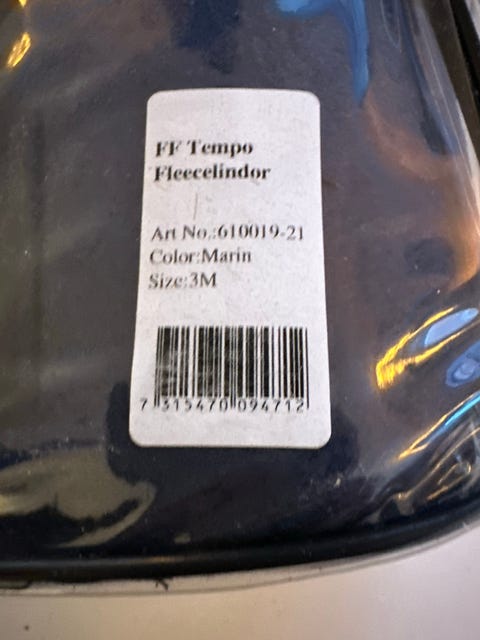 FF Tempo
Fleecelindor
Art No.:610019-21
Color:Marin
Size:3M
7 315470 094712